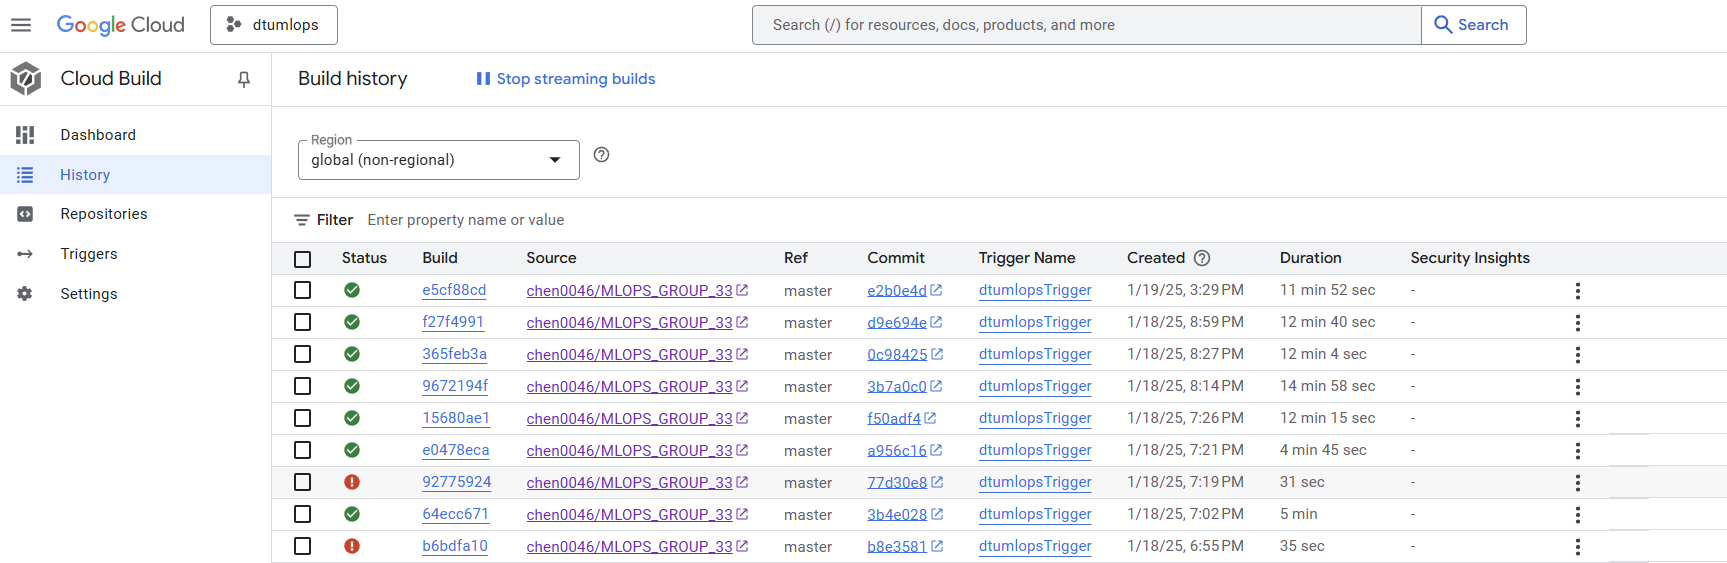 Google Cloud dtumlops Search (/) for resources, docs, products, and more Search
Cloud Build
Build history Stop streaming builds
Dashboard
History
Repositories
Triggers
Settings
Region
global (non-regional)
Filter Enter property name or value
Status Build Source Ref Commit Trigger Name Created Duration Security Insights
e5cf88cd chen0046/MLOPS_GROUP_33 master e2b0e4d dtumlopsTrigger 1/19/25, 3:29 PM 11 min 52 sec -
f27f4991 chen0046/MLOPS_GROUP_33 master d9e694e dtumlopsTrigger 1/18/25, 8:59 PM 12 min 40 sec -
365feb3a chen0046/MLOPS_GROUP_33 master 0c98425 dtumlopsTrigger 1/18/25, 8:27 PM 12 min 4 sec -
9672194f chen0046/MLOPS_GROUP_33 master 3b7a0c0 dtumlopsTrigger 1/18/25, 8:14 PM 14 min 58 sec -
15680ae1 chen0046/MLOPS_GROUP_33 master f50adf4 dtumlopsTrigger 1/18/25, 7:26 PM 12 min 15 sec -
e0478eca chen0046/MLOPS_GROUP_33 master a956c16 dtumlopsTrigger 1/18/25, 7:21 PM 4 min 45 sec -
92775924 chen0046/MLOPS_GROUP_33 master 77d30e8 dtumlopsTrigger 1/18/25, 7:19 PM 31 sec -
64ecc671 chen0046/MLOPS_GROUP_33 master 3b4e028 dtumlopsTrigger 1/18/25, 7:02 PM 5 min -
b6bdfa10 chen0046/MLOPS_GROUP_33 master b8e3581 dtumlopsTrigger 1/18/25, 6:55 PM 35 sec -